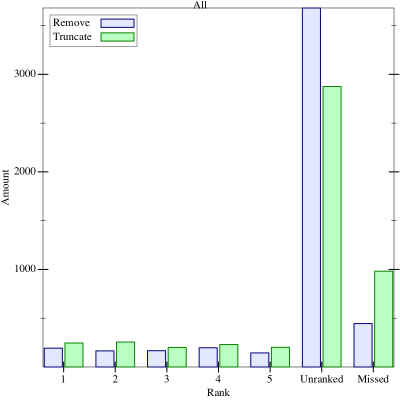 All
Remove
Truncate
3000
2000
1000
Amount
1 2 3 4 5 Unranked Missed
Rank